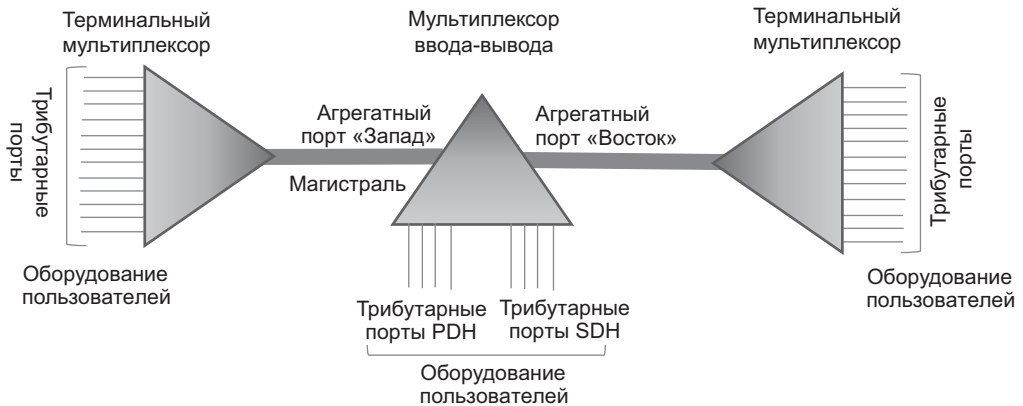 Терминальный
мультиплексор
Мультиплексор
ввода-вывода
Терминальный
мультиплексор
Трибутарные
порты
Агрегатный
порт «Запад»
Агрегатный
порт «Восток»
Магистраль
Трибутарные
порты
Оборудование
пользователей
Трибутарные
порты PDH
Трибутарные
порты SDH
Оборудование
пользователей
Оборудование
пользователей